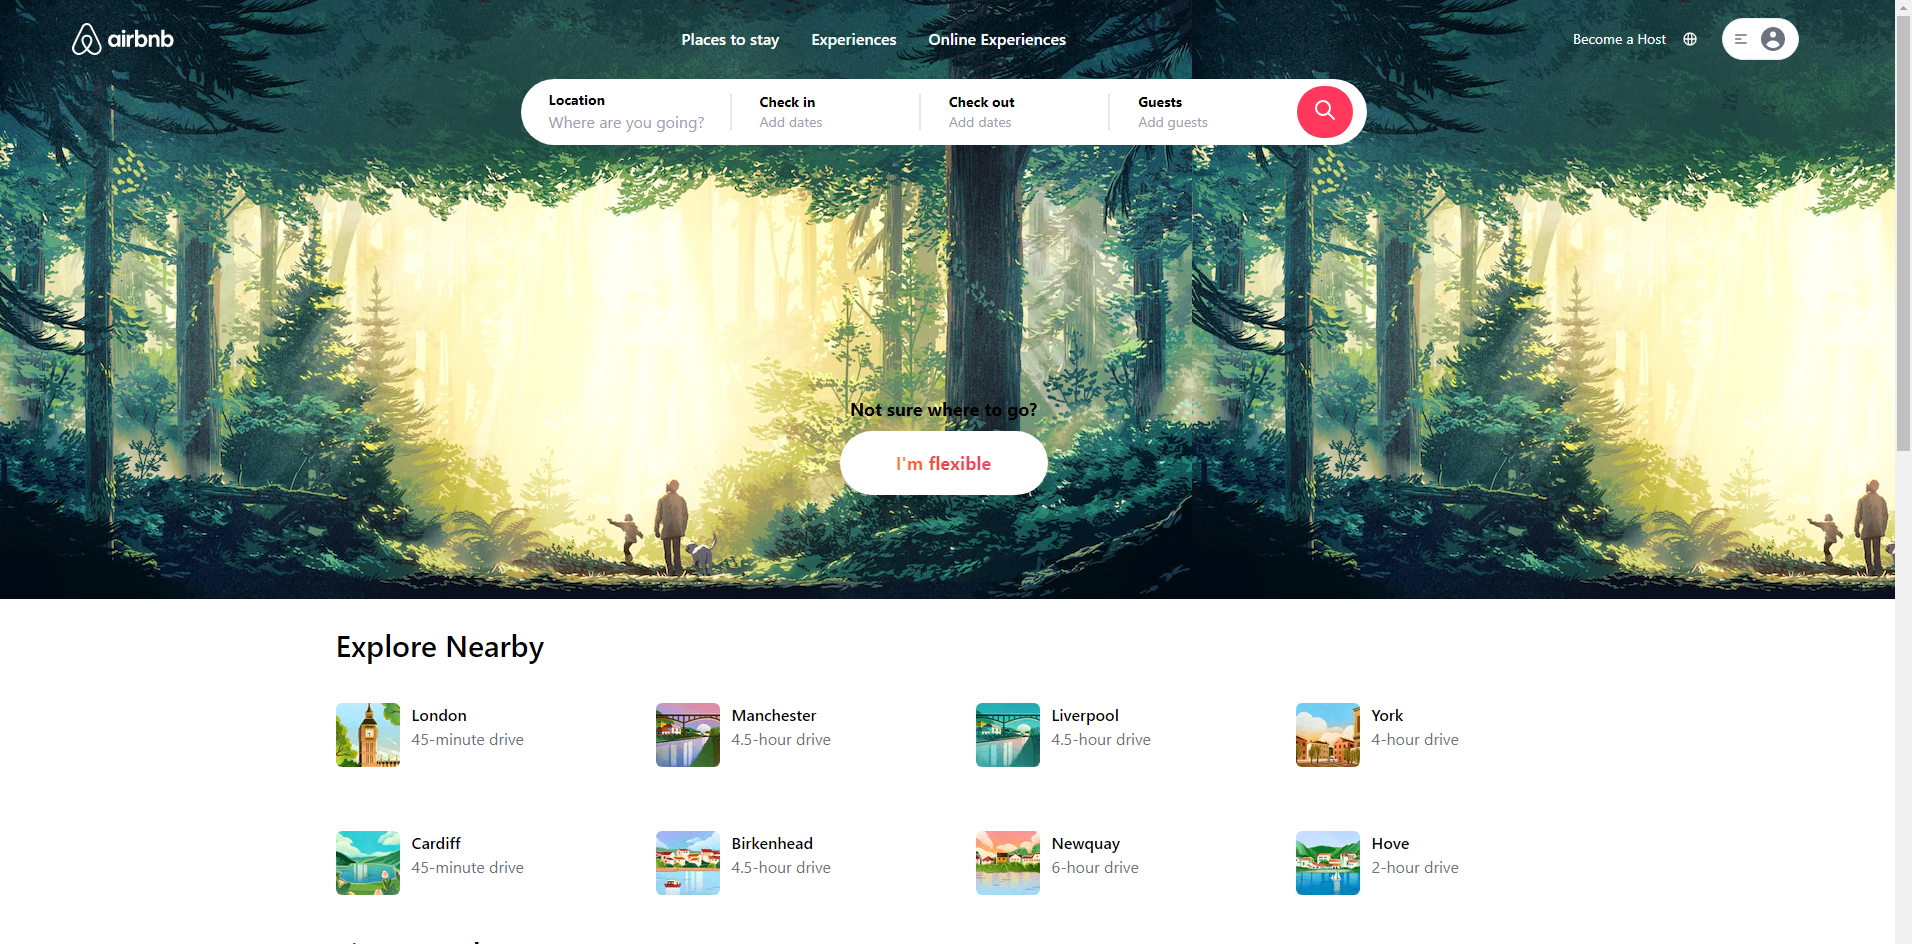 airbnb
Places to stay
Experiences
Online Experiences
Become a Host
Location
Where are you going?
Check in
Add dates
Check out
Add dates
Guests
Add guests
Not sure where to go?
I'm flexible
Explore Nearby
London
45-minute drive
Manchester
4.5-hour drive
Liverpool
4.5-hour drive
York
4-hour drive
Cardiff
45-minute drive
Birkenhead
4.5-hour drive
Newquay
6-hour drive
Hove
2-hour drive